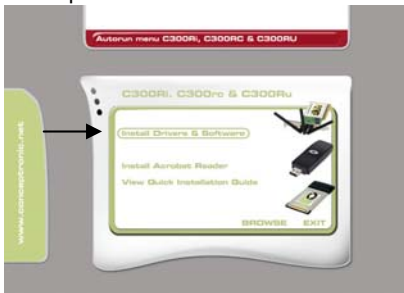 Autorun menu C300Ri, C300RC & C300RU
C300Ri, C300rc & C300Ru
Install Drivers & Software
Install Acrobat Reader
View Quick Installation Guide
BROWSE EXIT
www.conceptronic.net